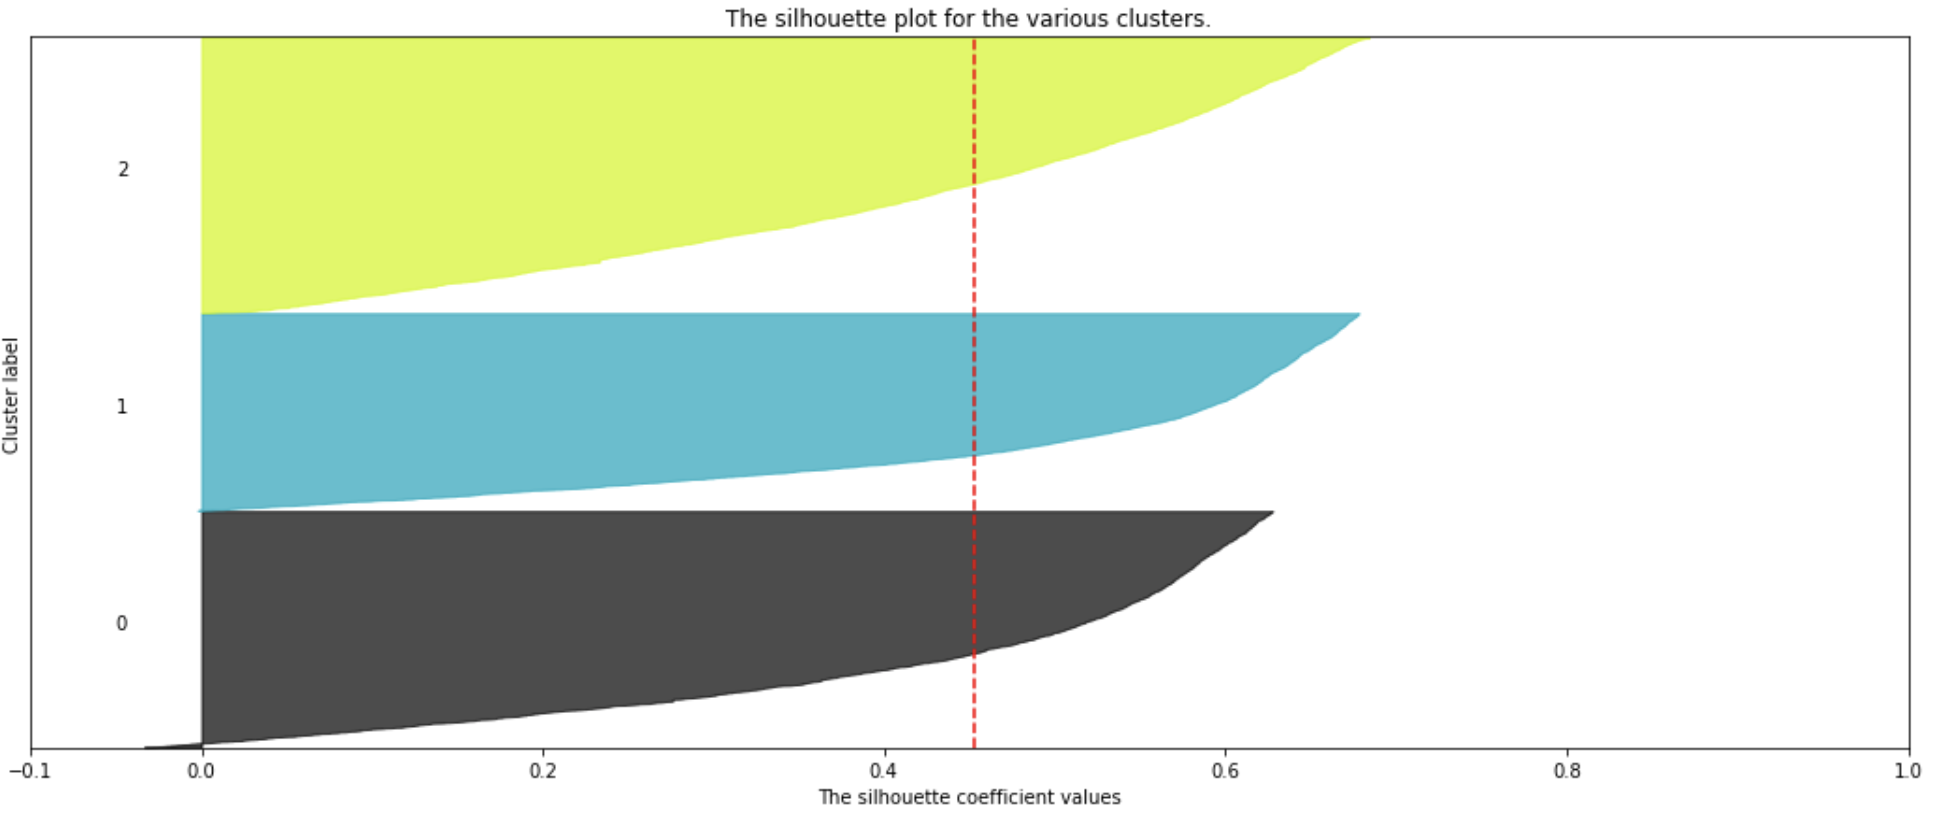 The silhouette plot for the various clusters.
Cluster label
2
1
0
−0.1 0.0 0.2 0.4 0.6 0.8 1.0
The silhouette coefficient values